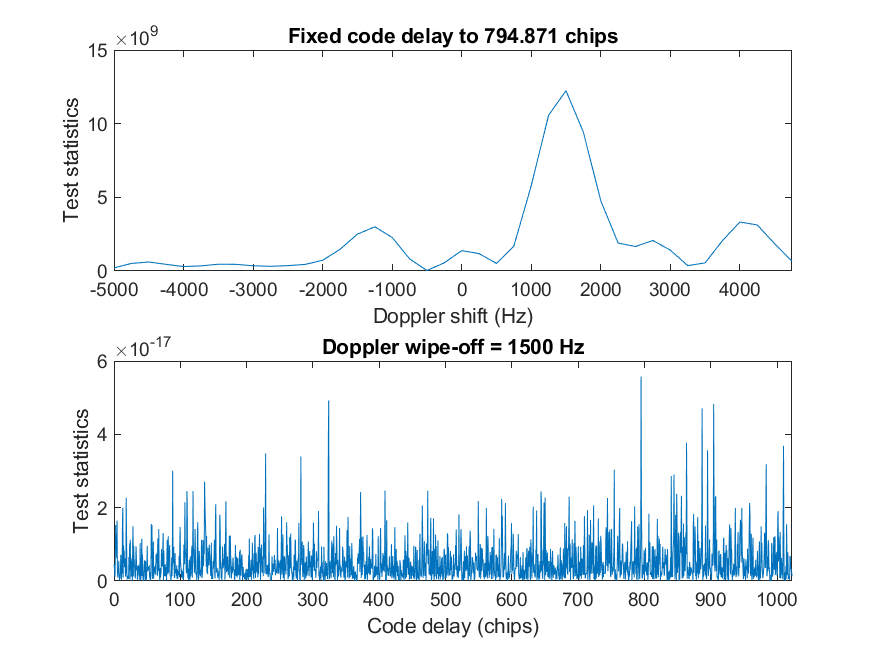 ×10^9
Fixed code delay to 794.871 chips
15
10
5
0
Test statistics
-5000 -4000 -3000 -2000 -1000 0 1000 2000 3000 4000
Doppler shift (Hz)
×10^-17
Doppler wipe-off = 1500 Hz
6
4
2
0
Test statistics
0 100 200 300 400 500 600 700 800 900 1000
Code delay (chips)